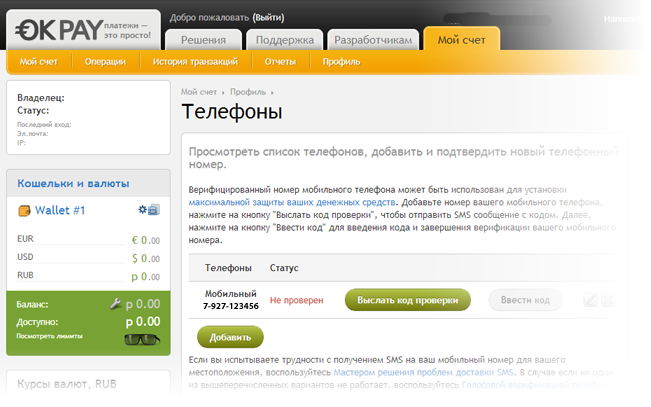 €OKPAY платежи —
это просто!
Добро пожаловать (Выйти)
Решения Поддержка Разработчикам Мой счет
Мой счет Операции История транзакций Отчеты Профиль
Владелец:
Статус:
Последний вход:
Эл.почта:
IP:
Кошельки и валюты
Wallet #1
EUR € 0.00
USD $ 0.00
RUB р 0.00
Баланс: р 0.00
Доступно: р 0.00
Посмотреть лимиты
Курсы валют, RUB
Мой счет › Профиль ›
Телефоны
Просмотреть список телефонов, добавить и подтвердить новый телефонный
номер.
Верифицированный номер мобильного телефона может быть использован для установки
максимальной защиты ваших денежных средств. Добавьте номер вашего мобильного телефона,
нажмите на кнопку "Выслать код проверки", чтобы отправить SMS сообщение с кодом. Далее,
нажмите на кнопку "Ввести код" для введения кода и завершения верификации вашего мобильного
номера.
Телефоны Статус
Мобильный
7-927-123456 Не проверен Выслать код проверки Ввести код
Добавить
Если вы испытываете трудности с получением SMS на ваш мобильный номер для вашего
местоположения, воспользуйтесь Мастером решения проблем доставки SMS. В случае если ни один
из вышеперечисленных вариантов не работает, воспользуйтесь Голосовой верификацией